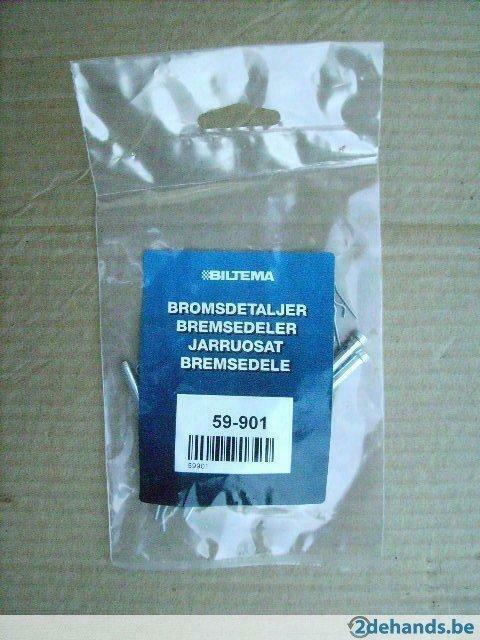 BILTEMA
BROMSDETALJER
BREMSEDELER
JARRUOSAT
BREMSEDELE
59-901
59901
2dehands.be